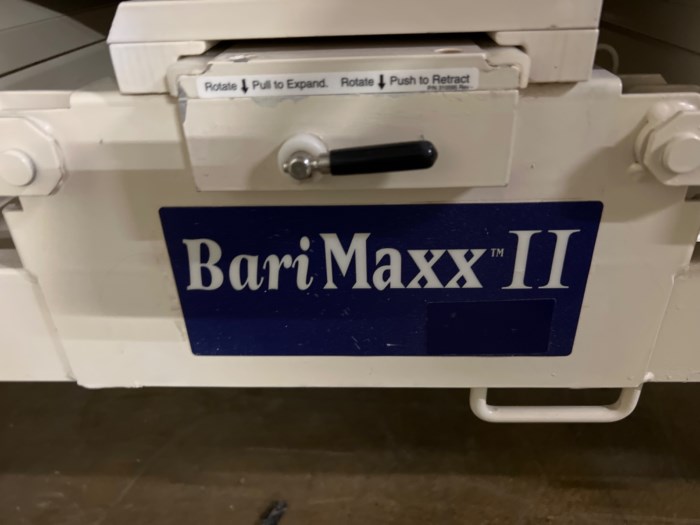 Rotate ↓ Pull to Expand. Rotate ↓ Push to Retract
BariMaxx™ II